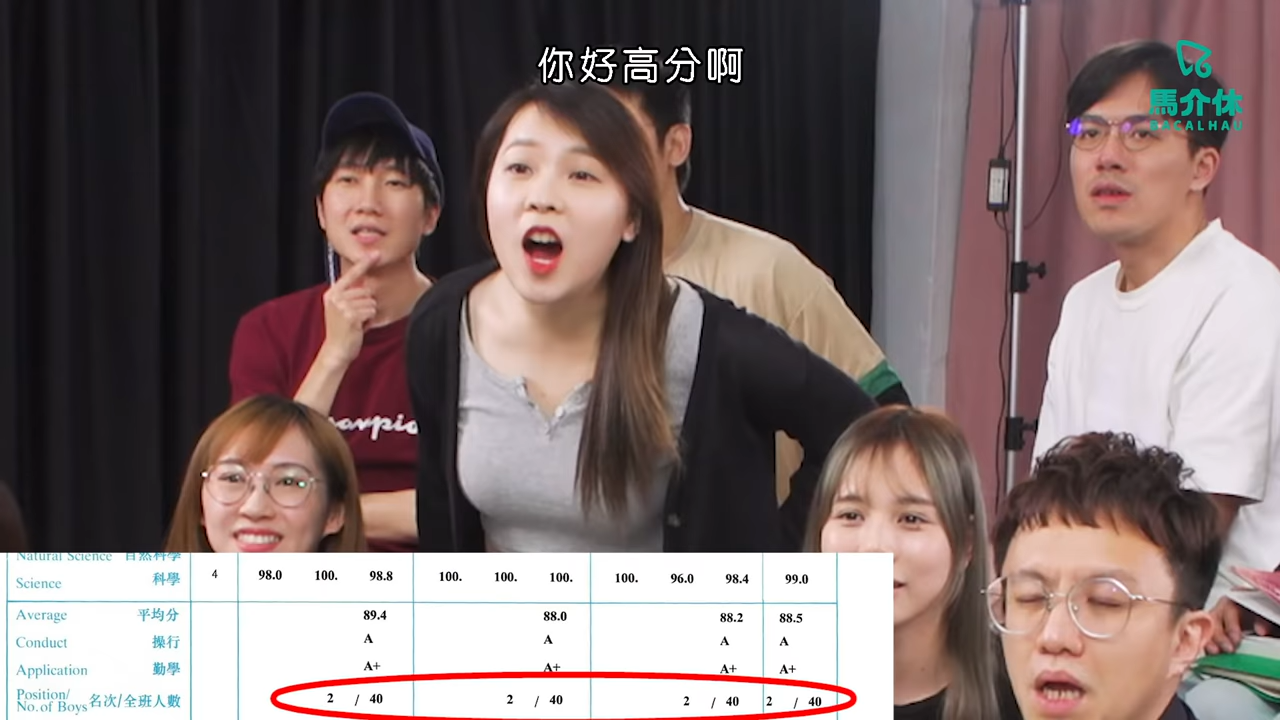 你好高分啊
馬介休
BACALHAU
arpio
Natural Science 自然科學
Science 科學 4 98.0 100. 98.8 100. 100. 100. 100. 96.0 98.4 99.0
Average 平均分 89.4 88.0 88.2 88.5
Conduct 操行 A A A A
Application 勤學 A+ A+ A+ A+
Position/ No. of Boys 名次/全班人數 2 / 40 2 / 40 2 / 40 2 / 40